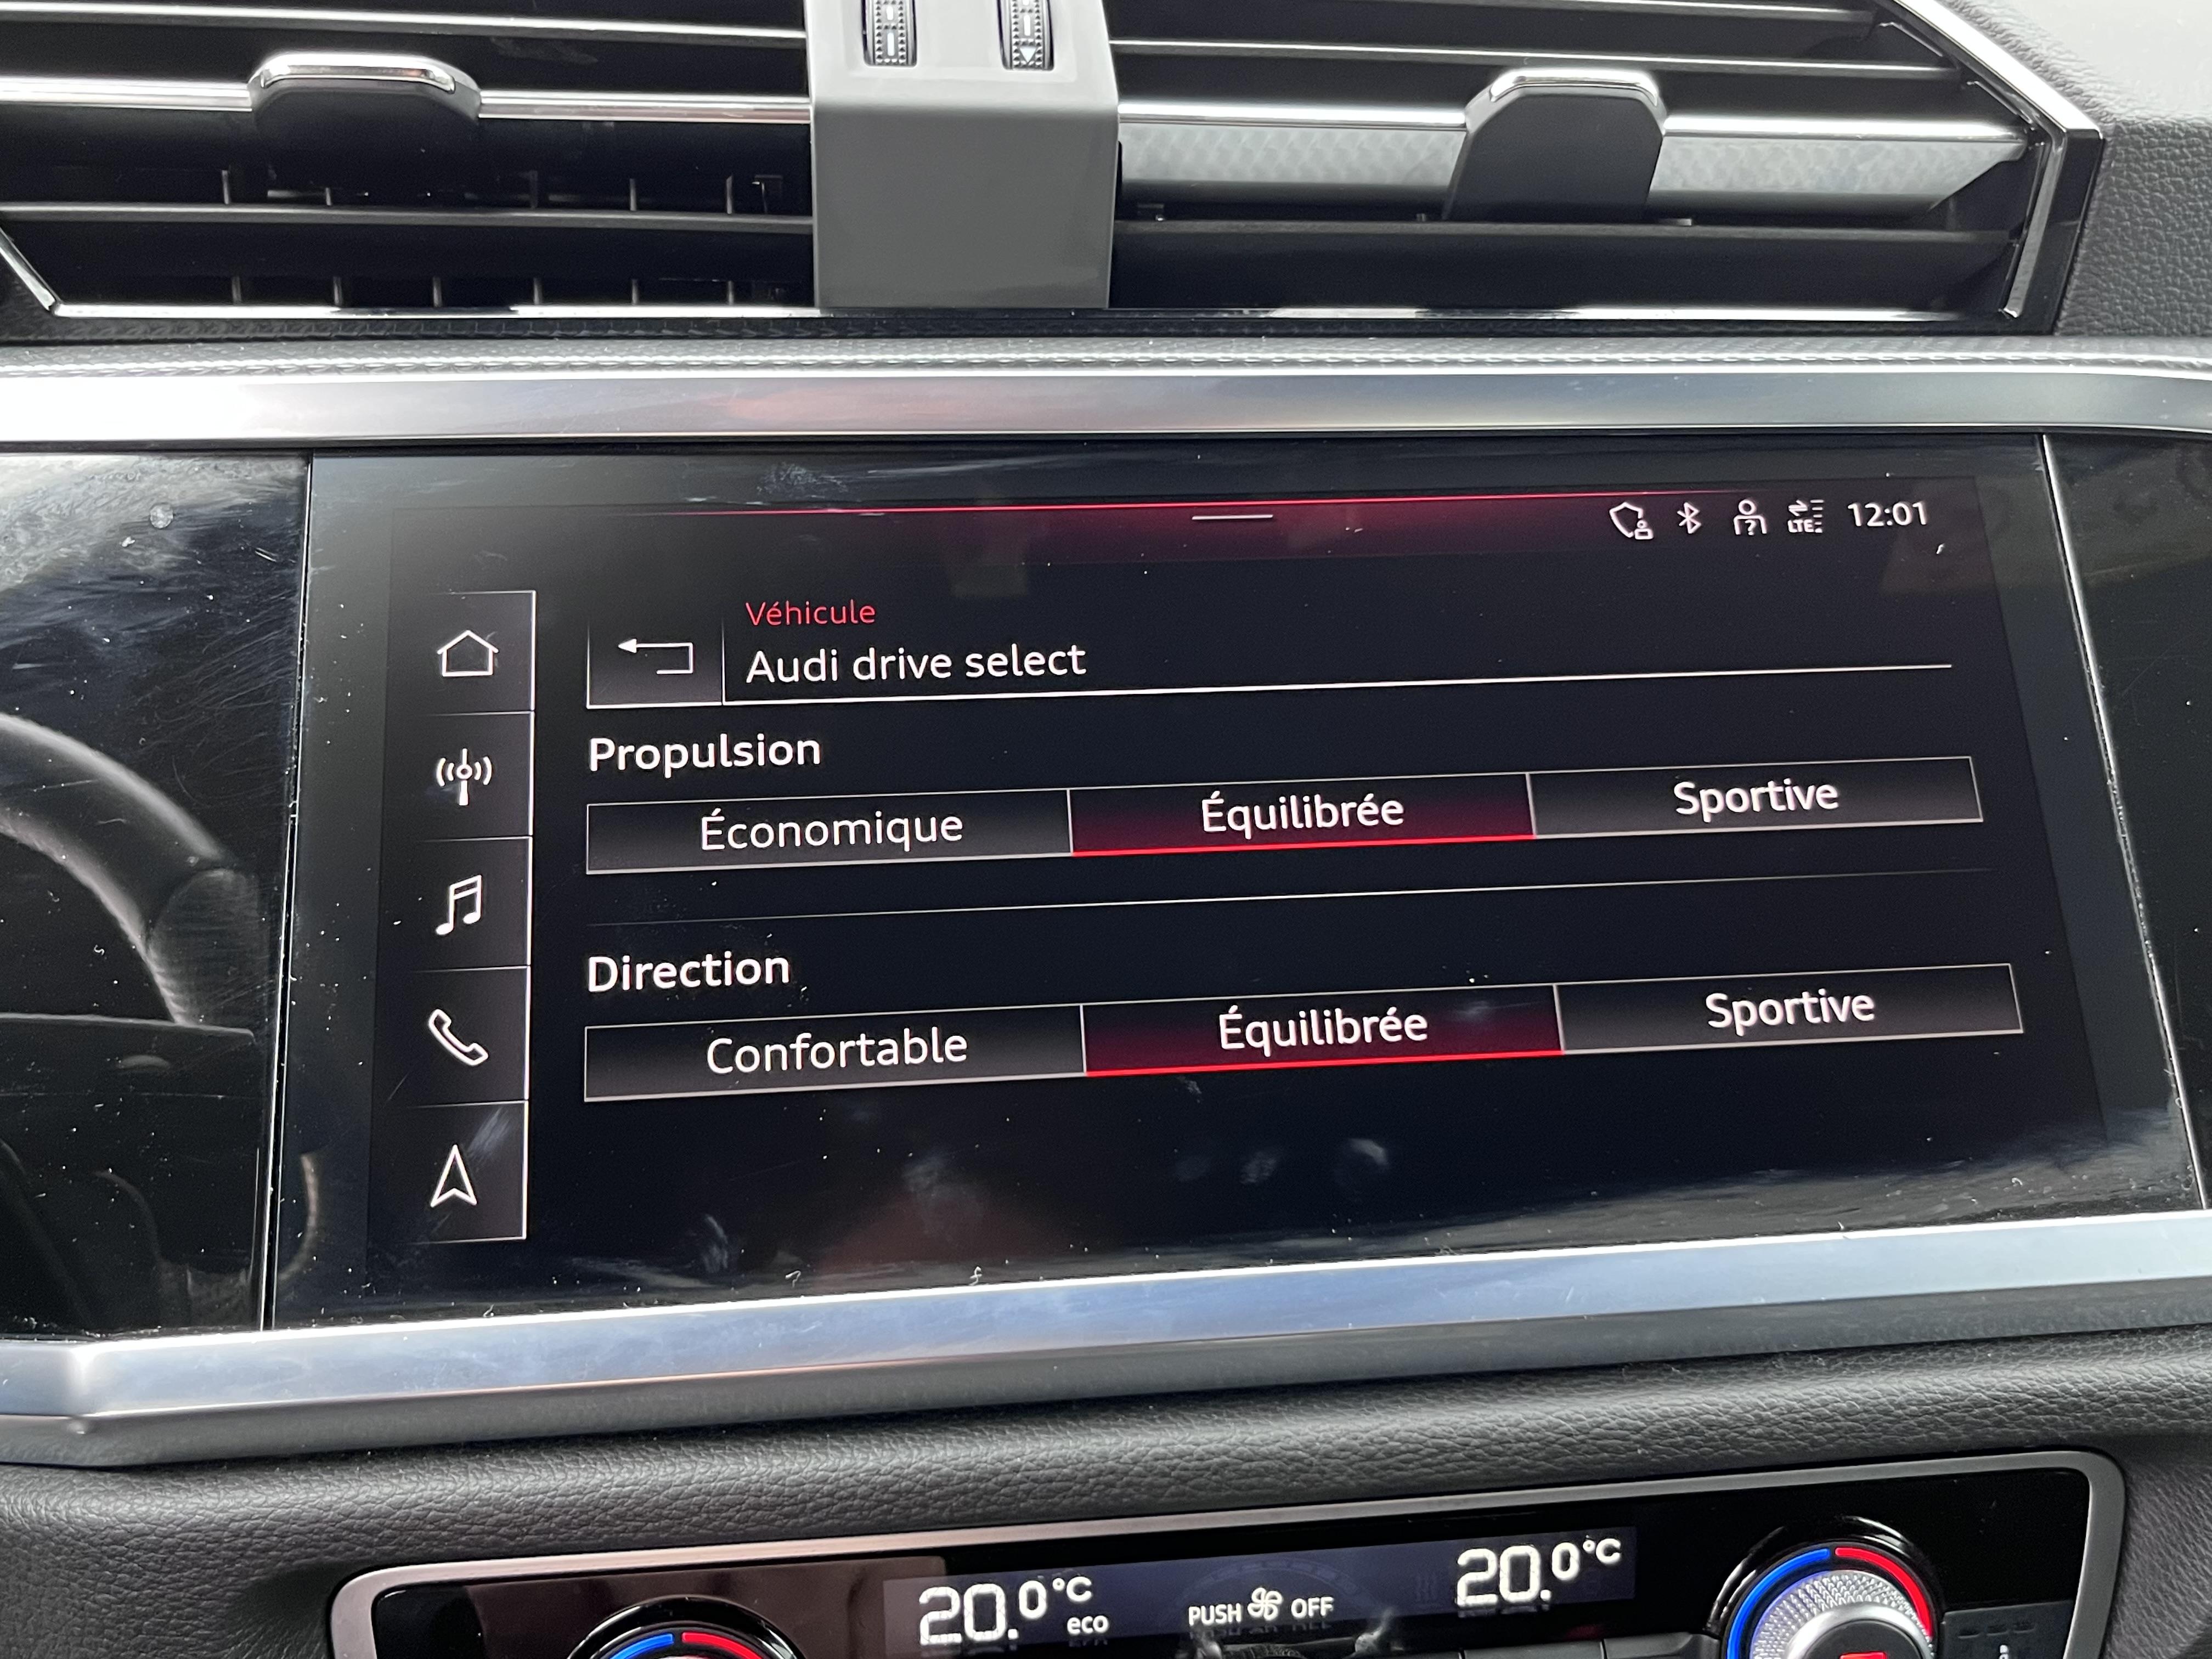 LTE 12:01
Véhicule
Audi drive select
Propulsion
Économique Équilibrée Sportive
Direction
Confortable Équilibrée Sportive
20.0°C eco PUSH OFF 20.0°C